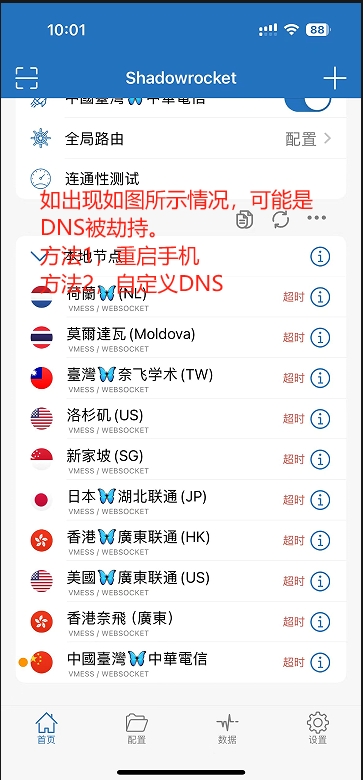 10:01
88
Shadowrocket
中國臺灣🦋中華電信
全局路由
配置
连通性测试
如出现如图所示情况，可能是
DNS被劫持。
方法1、重启手机
本地节点
方法2、自定义DNS
荷蘭🦋(NL)
超时
VMESS / WEBSOCKET
莫爾達瓦(Moldova)
超时
VMESS / WEBSOCKET
臺灣🦋奈飞学术(TW)
超时
VMESS / WEBSOCKET
洛杉矶(US)
超时
VMESS / WEBSOCKET
新家坡(SG)
超时
VMESS / WEBSOCKET
日本🦋湖北联通(JP)
超时
VMESS / WEBSOCKET
香港🦋廣東联通(HK)
超时
VMESS / WEBSOCKET
美國🦋廣東联通(US)
超时
VMESS / WEBSOCKET
香港奈飛（廣東）
超时
VMESS / WEBSOCKET
中國臺灣🦋中華電信
超时
VMESS / WEBSOCKET
首页
配置
数据
设置